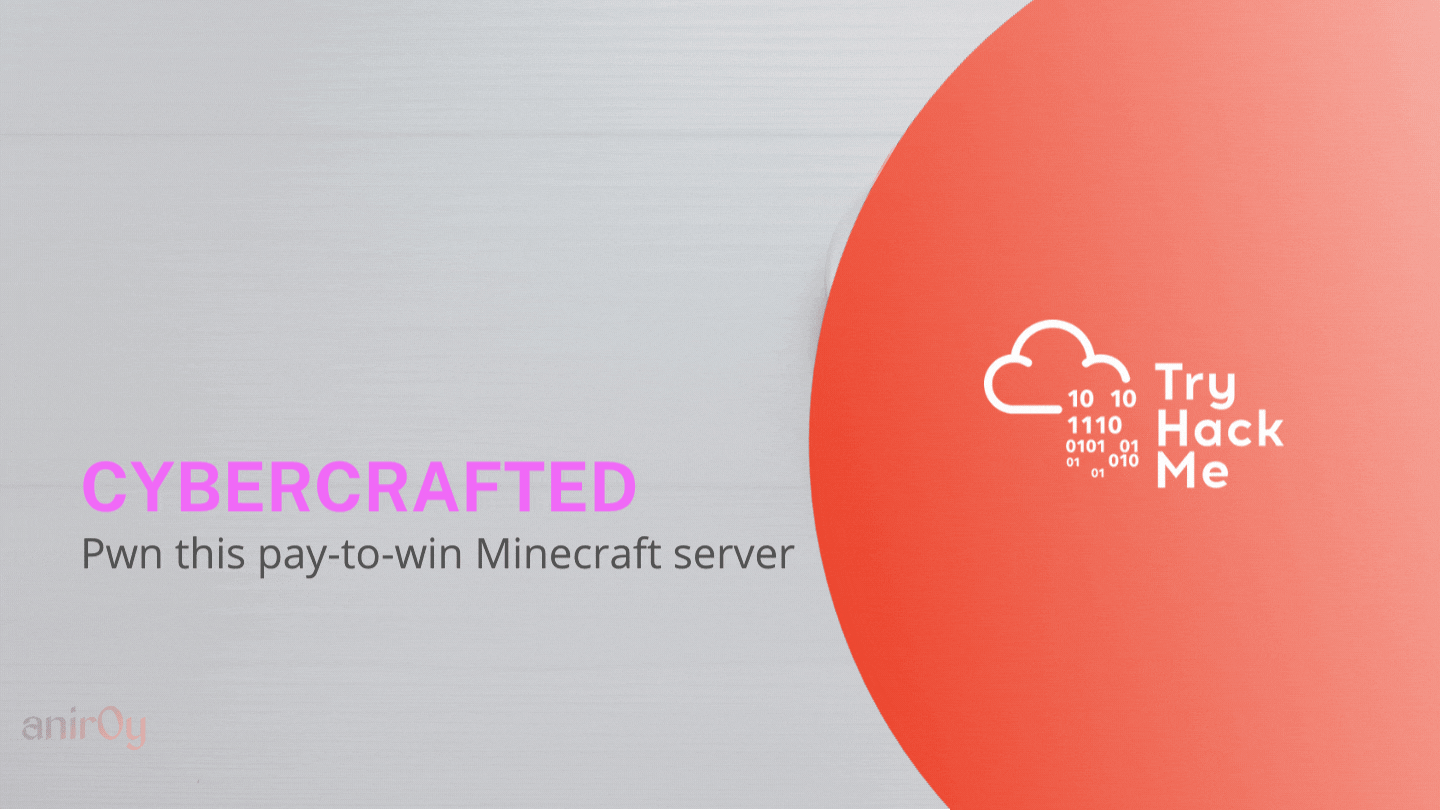 CYBERCRAFTED
Pwn this pay-to-win Minecraft server
10 10
1110
0101 01
01 010
01
Try
Hack
Me
anir0y